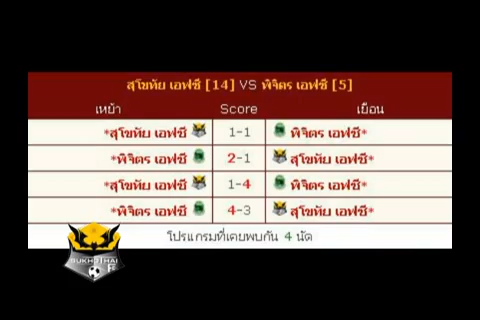 สุโขทัย เอฟซี [14] VS พิจิตร เอฟซี [5]
เหย้า Score เยือน
*สุโขทัย เอฟซี 1-1 พิจิตร เอฟซี*
*พิจิตร เอฟซี 2-1 สุโขทัย เอฟซี*
*สุโขทัย เอฟซี 1-4 พิจิตร เอฟซี*
*พิจิตร เอฟซี 4-3 สุโขทัย เอฟซี*
โปรแกรมที่เคยพบกัน 4 นัด
SUKHOTHAI
FC